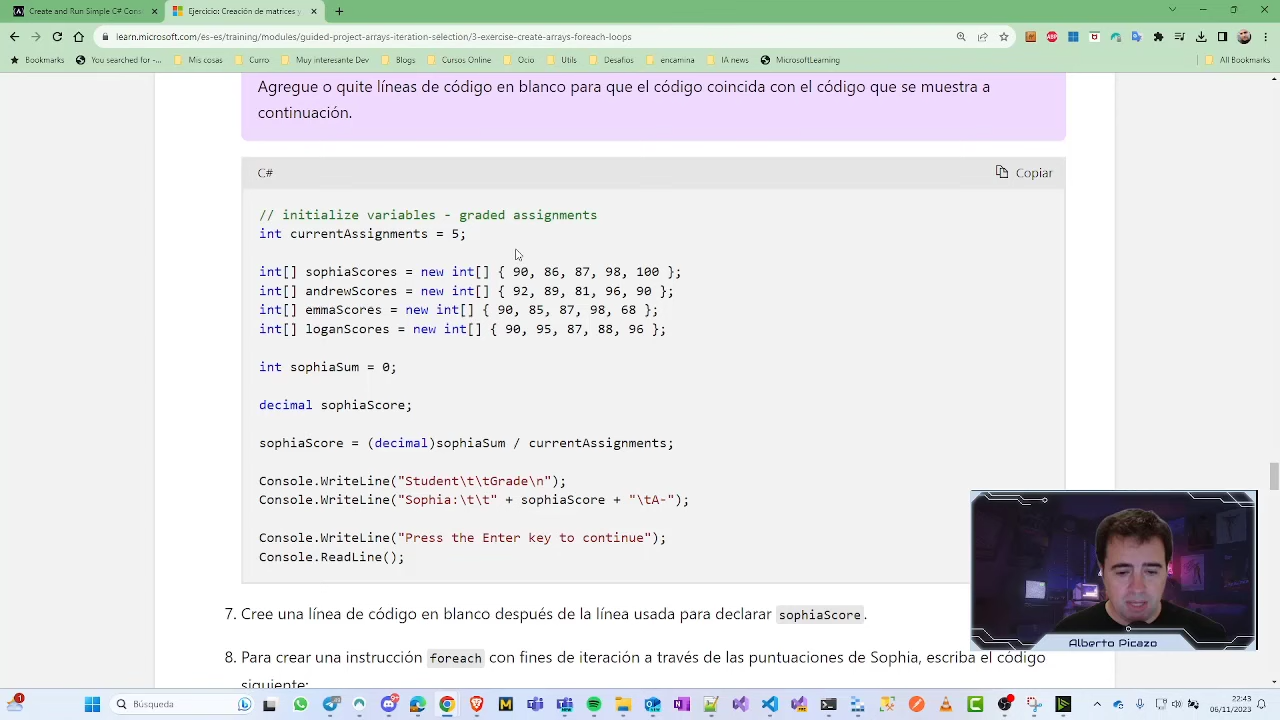 Create and Run Simple C# Cons
Ejercicio: Creación de matrices y
learn.microsoft.com/es-es/training/modules/guided-project-arrays-iteration-selection/3-exercise-create-arrays-foreach-loops
Bookmarks
You searched for -...
Mis cosas
Curro
Muy interesante Dev
Blogs
Cursos Online
Ocio
Utils
Desafios
encamina
IA news
MicrosoftLearning
All Bookmarks
Agregue o quite líneas de código en blanco para que el código coincida con el código que se muestra a
continuación.
C#
Copiar
// initialize variables - graded assignments
int currentAssignments = 5;
int[] sophiaScores = new int[] { 90, 86, 87, 98, 100 };
int[] andrewScores = new int[] { 92, 89, 81, 96, 90 };
int[] emmaScores = new int[] { 90, 85, 87, 98, 68 };
int[] loganScores = new int[] { 90, 95, 87, 88, 96 };
int sophiaSum = 0;
decimal sophiaScore;
sophiaScore = (decimal)sophiaSum / currentAssignments;
Console.WriteLine("Student\t\tGrade\n");
Console.WriteLine("Sophia:\t\t" + sophiaScore + "\tA-");
Console.WriteLine("Press the Enter key to continue");
Console.ReadLine();
7. Cree una línea de código en blanco después de la línea usada para declarar sophiaScore.
8. Para crear una instrucción foreach con fines de iteración a través de las puntuaciones de Sophia, escriba el código
siguiente:
Alberto Picazo
Búsqueda
22:43
06/11/2023